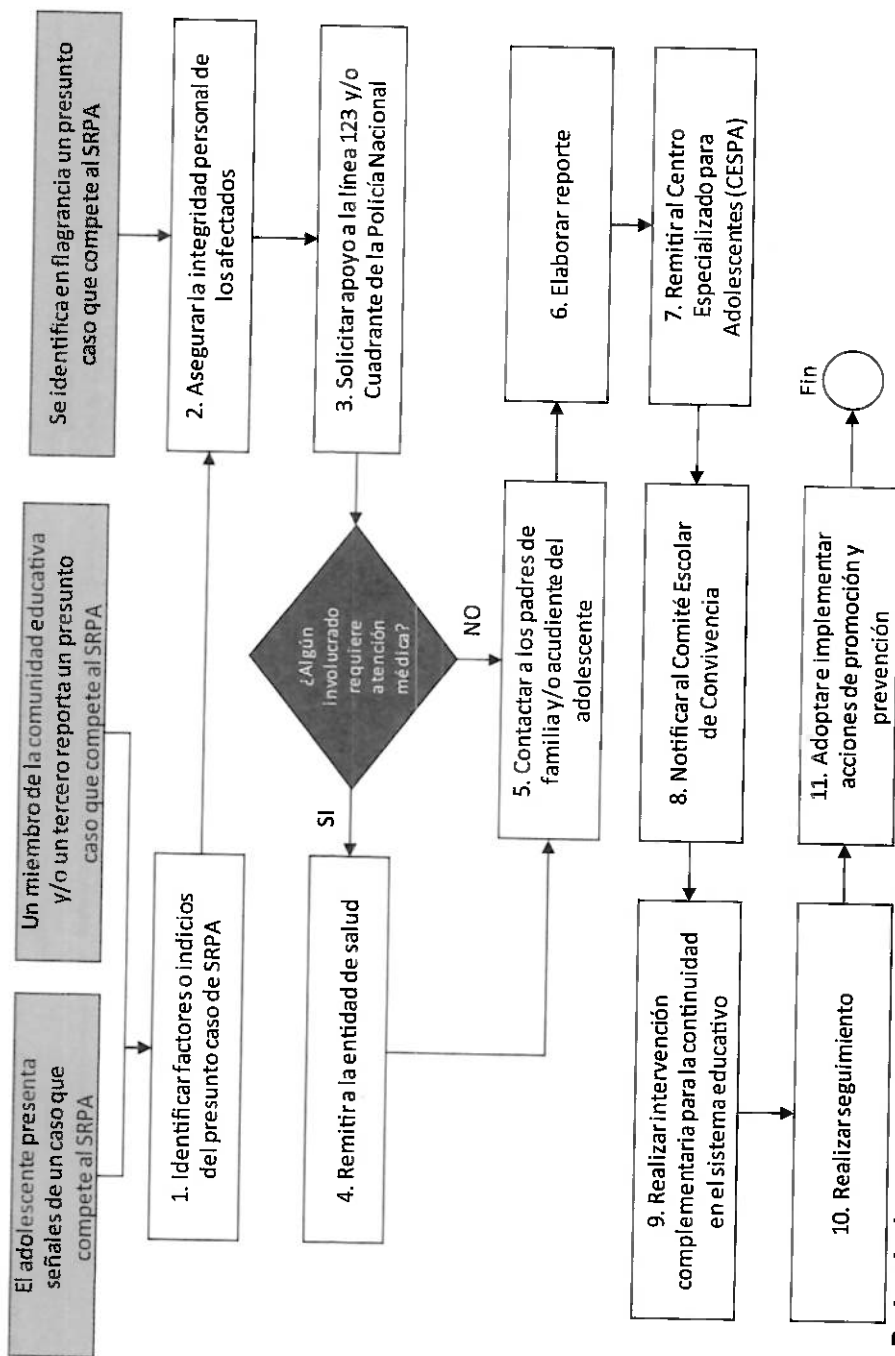 El adolescente presenta
señales de un caso que
compete al SRPA
Un miembro de la comunidad educativa
y/o un tercero reporta un presunto
caso que compete al SRPA
Se identifica en flagrancia un presunto
caso que compete al SRPA
1. Identificar factores o indicios
del presunto caso de SRPA
2. Asegurar la integridad personal de
los afectados
3. Solicitar apoyo a la línea 123 y/o
Cuadrante de la Policía Nacional
¿Algún
involucrado
requiere
atención
médica?
SI
NO
4. Remitir a la entidad de salud
5. Contactar a los padres de
familia y/o acudiente del
adolescente
6. Elaborar reporte
7. Remitir al Centro
Especializado para
Adolescentes (CESPA)
8. Notificar al Comité Escolar
de Convivencia
9. Realizar intervención
complementaria para la continuidad
en el sistema educativo
10. Realizar seguimiento
11. Adoptar e implementar
acciones de promoción y
prevención
Fin